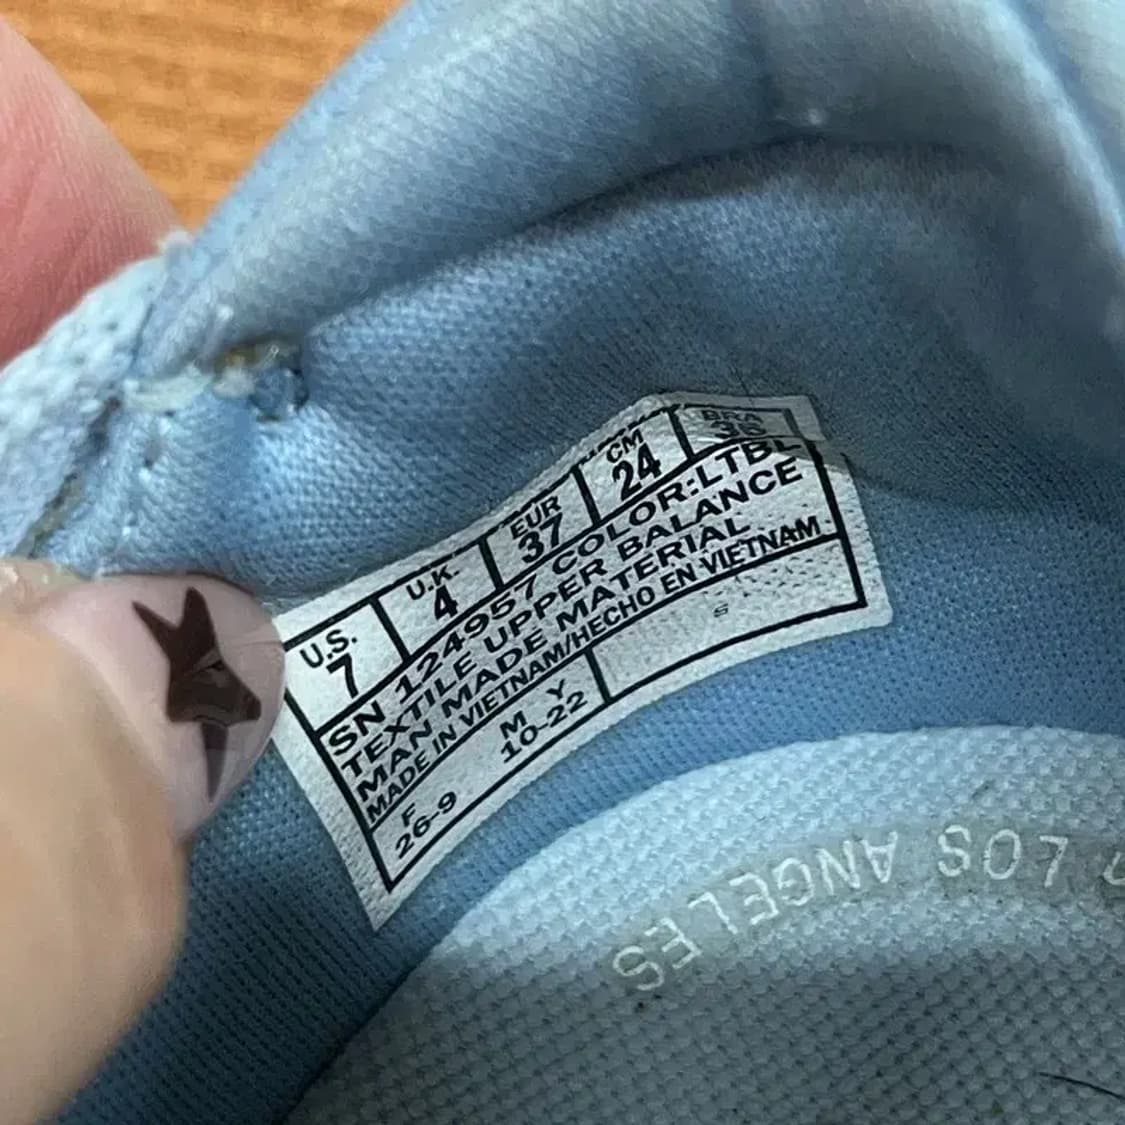 U.S. U.K EUR CM BRA
7 4 37 24 35
SN 124957 COLOR:LTBL
TEXTILE UPPER BALANCE
MAN MADE MATERIAL
MADE IN VIETNAM/HECHO EN VIETNAM
F M Y
26-9 10-22 S
LOS ANGELES